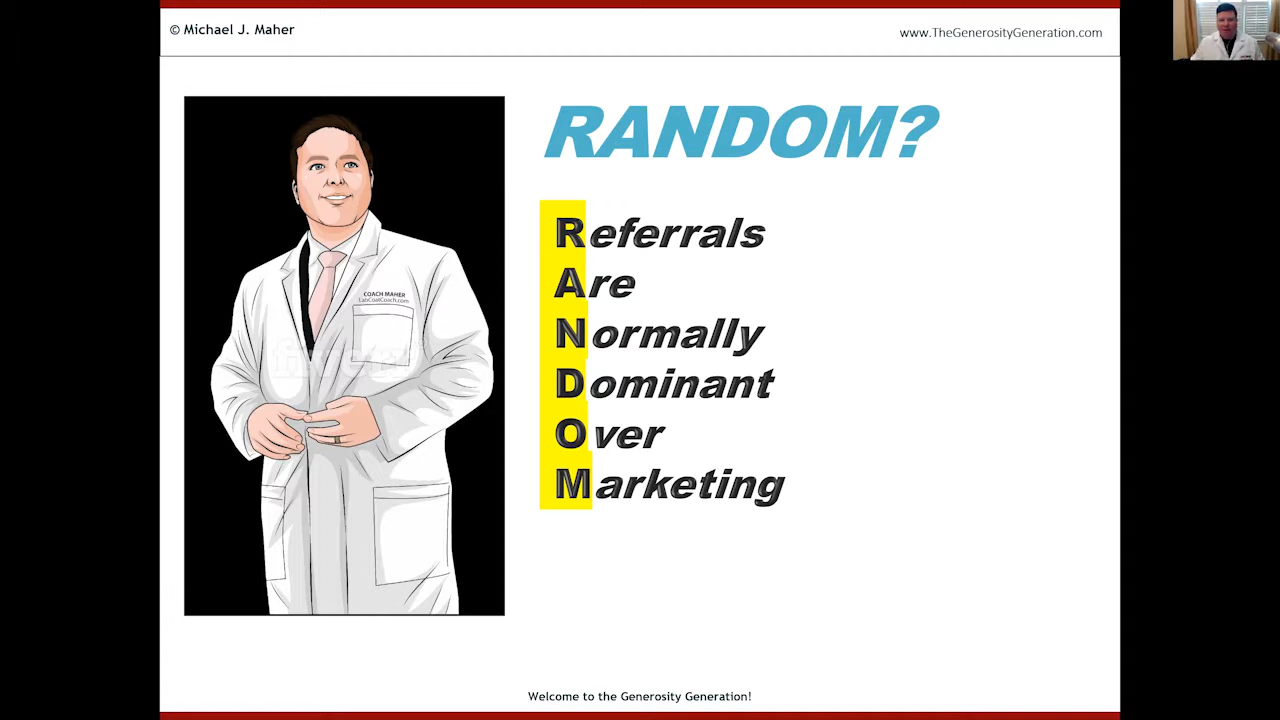 © Michael J. Maher
www.TheGenerosityGeneration.com
RANDOM?
Referrals
Are
Normally
Dominant
Over
Marketing
COACH MAHER
LabCoatCoach.com
fiverr
Welcome to the Generosity Generation!